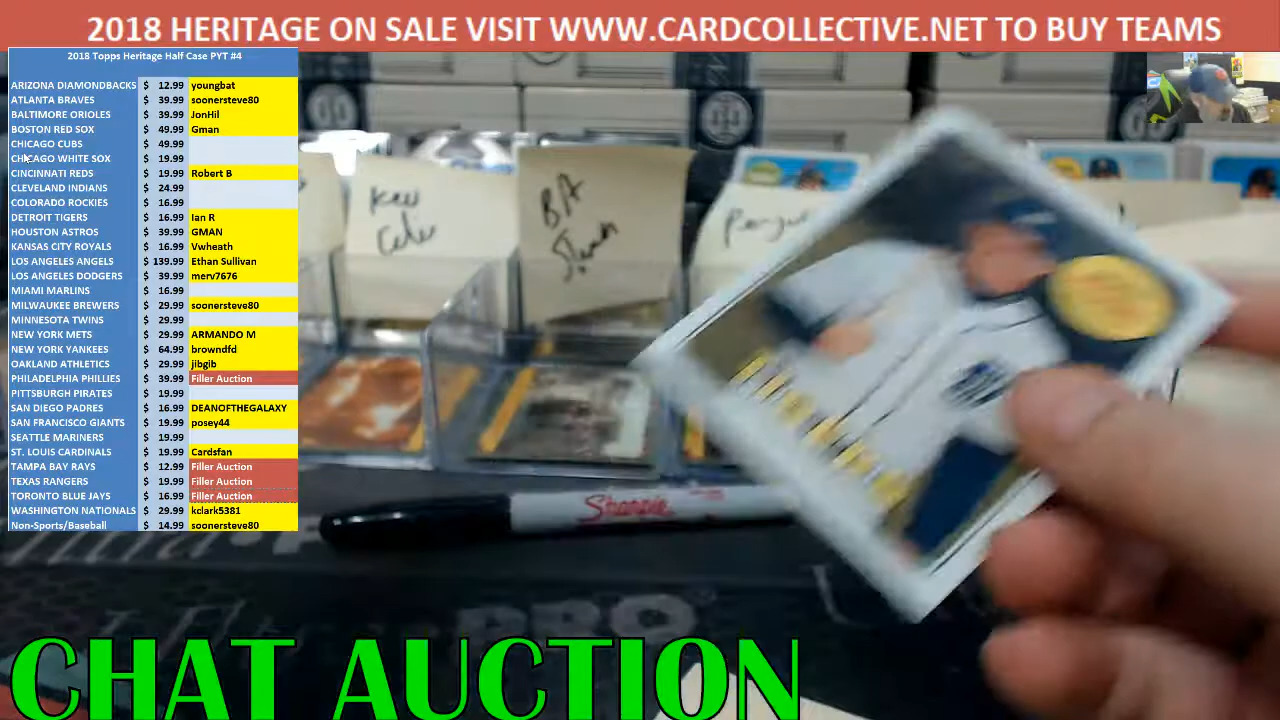 2018 HERITAGE ON SALE VISIT WWW.CARDCOLLECTIVE.NET TO BUY TEAMS
2018 Topps Heritage Half Case PYT #4
ARIZONA DIAMONDBACKS $ 12.99 youngbat
ATLANTA BRAVES $ 39.99 soonersteve80
BALTIMORE ORIOLES $ 39.99 JonHil
BOSTON RED SOX $ 49.99 Gman
CHICAGO CUBS $ 49.99
CHICAGO WHITE SOX $ 19.99
CINCINNATI REDS $ 19.99 Robert B
CLEVELAND INDIANS $ 24.99
COLORADO ROCKIES $ 16.99
DETROIT TIGERS $ 16.99 Ian R
HOUSTON ASTROS $ 39.99 GMAN
KANSAS CITY ROYALS $ 16.99 Vwheath
LOS ANGELES ANGELS $ 139.99 Ethan Sullivan
LOS ANGELES DODGERS $ 39.99 merv7676
MIAMI MARLINS $ 16.99
MILWAUKEE BREWERS $ 29.99 soonersteve80
MINNESOTA TWINS $ 29.99
NEW YORK METS $ 29.99 ARMANDO M
NEW YORK YANKEES $ 64.99 browndfd
OAKLAND ATHLETICS $ 29.99 jibgib
PHILADELPHIA PHILLIES $ 39.99 Filler Auction
PITTSBURGH PIRATES $ 19.99
SAN DIEGO PADRES $ 16.99 DEANOFTHEGALAXY
SAN FRANCISCO GIANTS $ 19.99 posey44
SEATTLE MARINERS $ 19.99
ST. LOUIS CARDINALS $ 19.99 Cardsfan
TAMPA BAY RAYS $ 12.99 Filler Auction
TEXAS RANGERS $ 19.99 Filler Auction
TORONTO BLUE JAYS $ 16.99 Filler Auction
WASHINGTON NATIONALS $ 29.99 kclark5381
Non-Sports/Baseball $ 14.99 soonersteve80
Sharpie
PRO
CHAT AUCTION